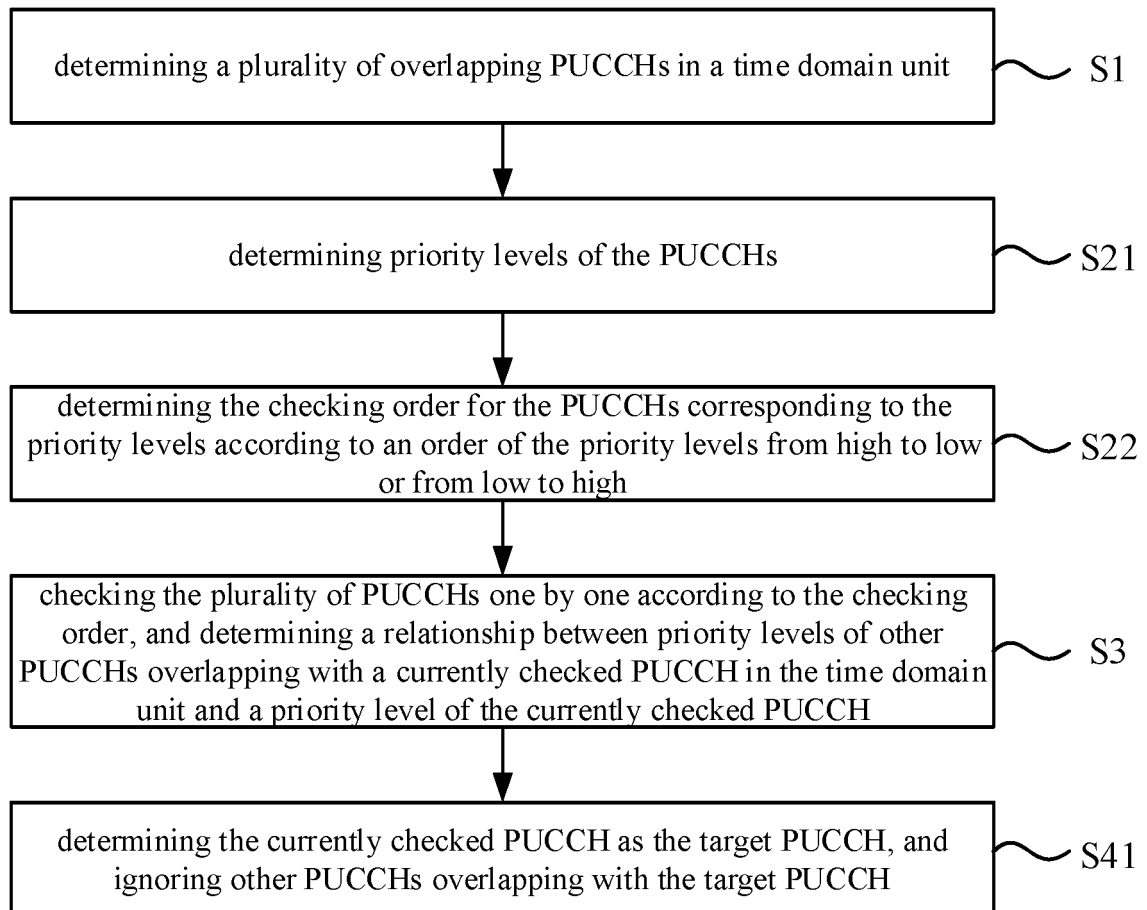 determining a plurality of overlapping PUCCHs in a time domain unit
S1
determining priority levels of the PUCCHs
S21
determining the checking order for the PUCCHs corresponding to the
priority levels according to an order of the priority levels from high to low
or from low to high
S22
checking the plurality of PUCCHs one by one according to the checking
order, and determining a relationship between priority levels of other
PUCCHs overlapping with a currently checked PUCCH in the time domain
unit and a priority level of the currently checked PUCCH
S3
determining the currently checked PUCCH as the target PUCCH, and
ignoring other PUCCHs overlapping with the target PUCCH
S41